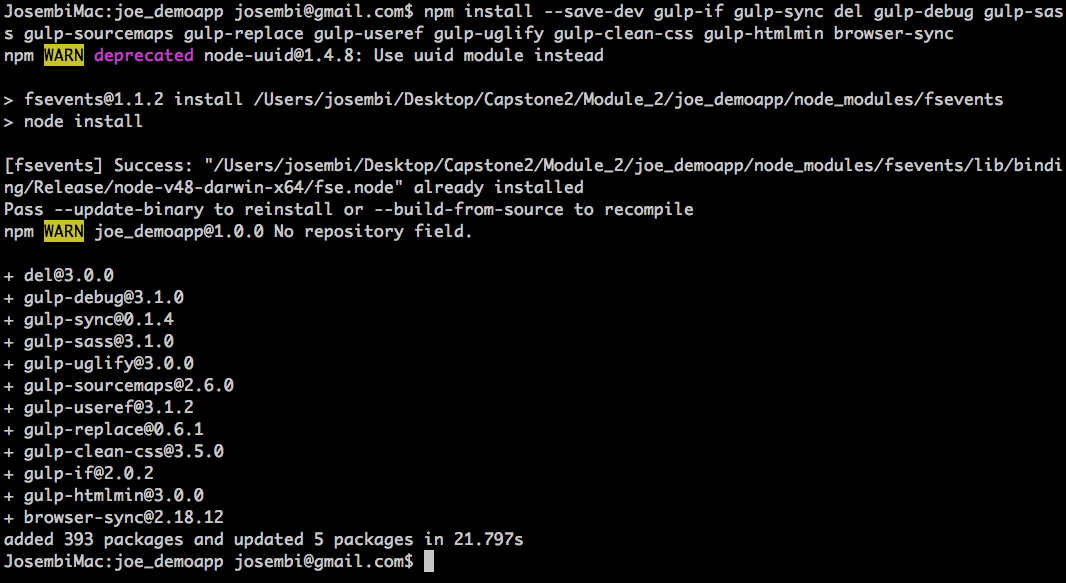 JosembiMac:joe_demoapp josembi@gmail.com$ npm install --save-dev gulp-if gulp-sync del gulp-debug gulp-sas
s gulp-sourcemaps gulp-replace gulp-useref gulp-uglify gulp-clean-css gulp-htmlmin browser-sync
npm WARN deprecated node-uuid@1.4.8: Use uuid module instead
> fsevents@1.1.2 install /Users/josembi/Desktop/Capstone2/Module_2/joe_demoapp/node_modules/fsevents
> node install
[fsevents] Success: "/Users/josembi/Desktop/Capstone2/Module_2/joe_demoapp/node_modules/fsevents/lib/bindi
ng/Release/node-v48-darwin-x64/fse.node" already installed
Pass --update-binary to reinstall or --build-from-source to recompile
npm WARN joe_demoapp@1.0.0 No repository field.
+ del@3.0.0
+ gulp-debug@3.1.0
+ gulp-sync@0.1.4
+ gulp-sass@3.1.0
+ gulp-uglify@3.0.0
+ gulp-sourcemaps@2.6.0
+ gulp-useref@3.1.2
+ gulp-replace@0.6.1
+ gulp-clean-css@3.5.0
+ gulp-if@2.0.2
+ gulp-htmlmin@3.0.0
+ browser-sync@2.18.12
added 393 packages and updated 5 packages in 21.797s
JosembiMac:joe_demoapp josembi@gmail.com$